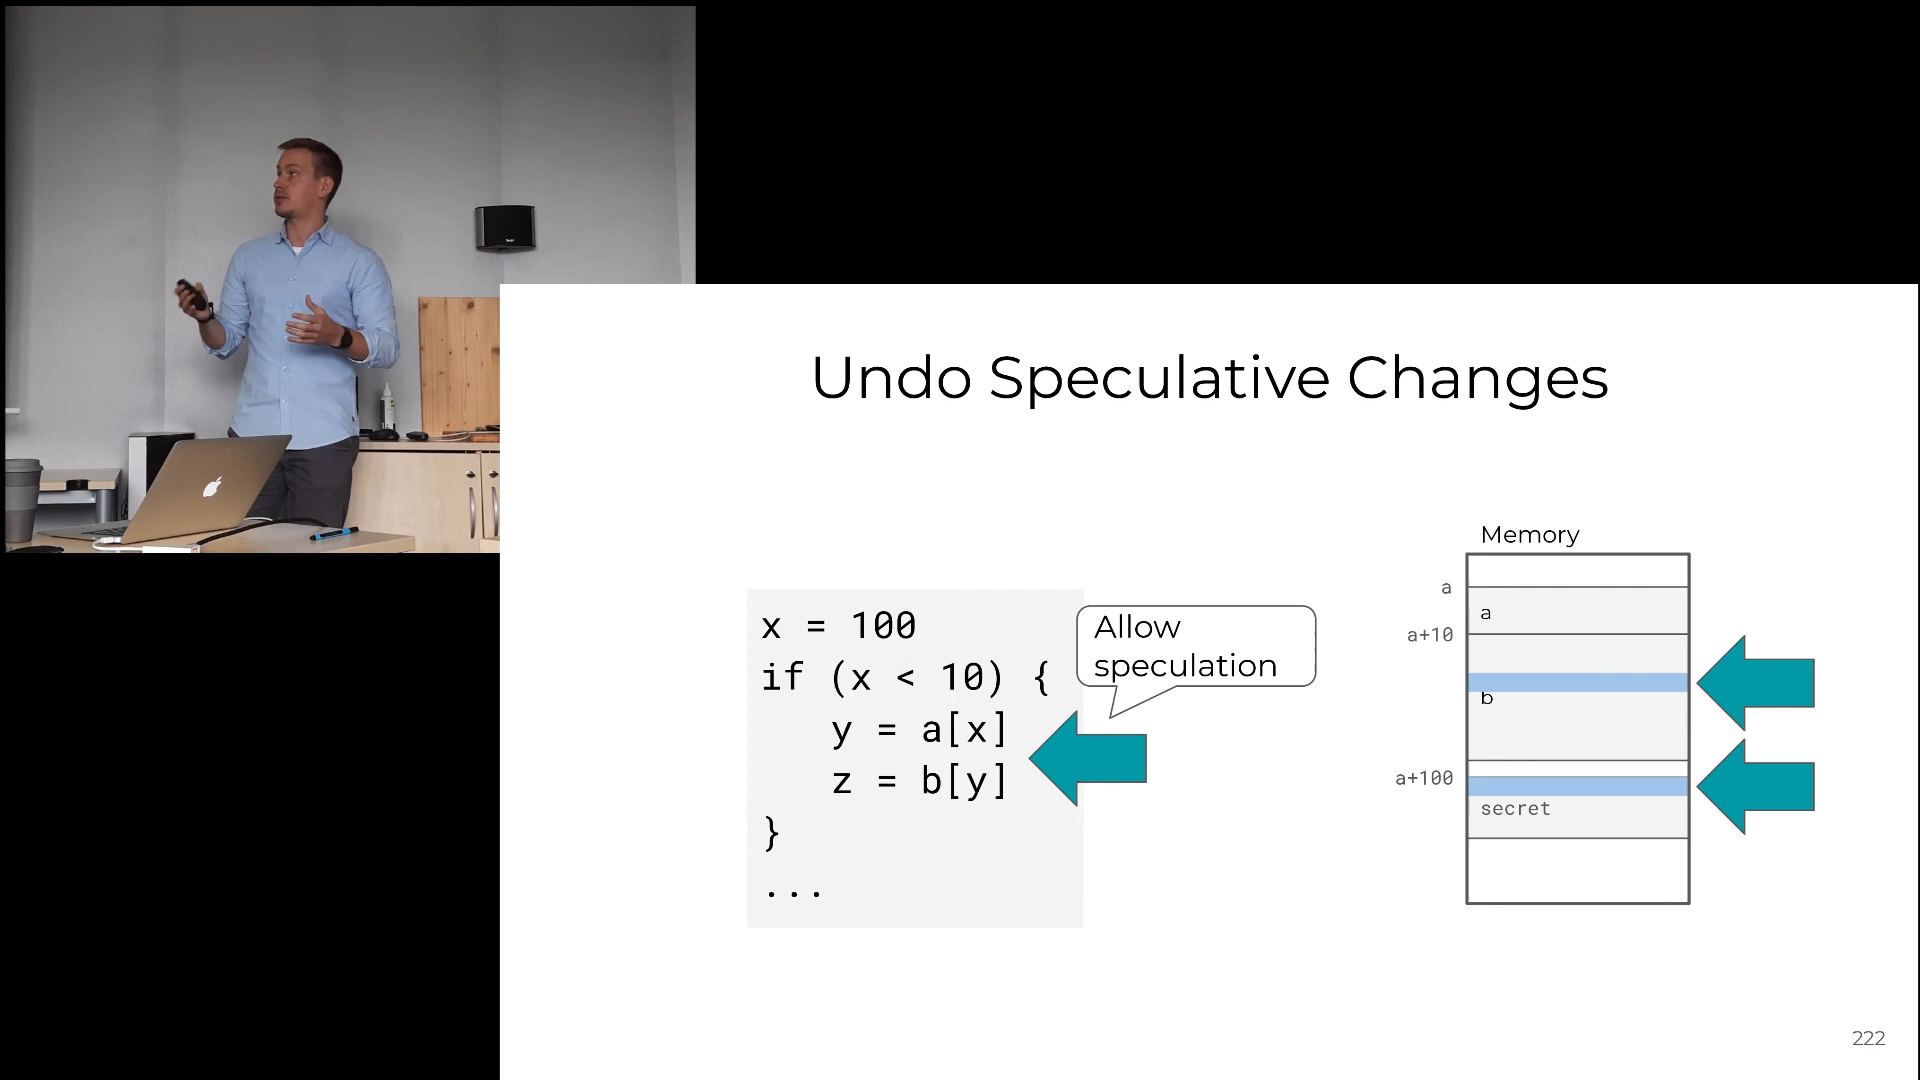 Undo Speculative Changes
x = 100
if (x < 10) {
y = a[x]
z = b[y]
}
...
Allow
speculation
Memory
a
a
a+10
b
a+100
secret
222